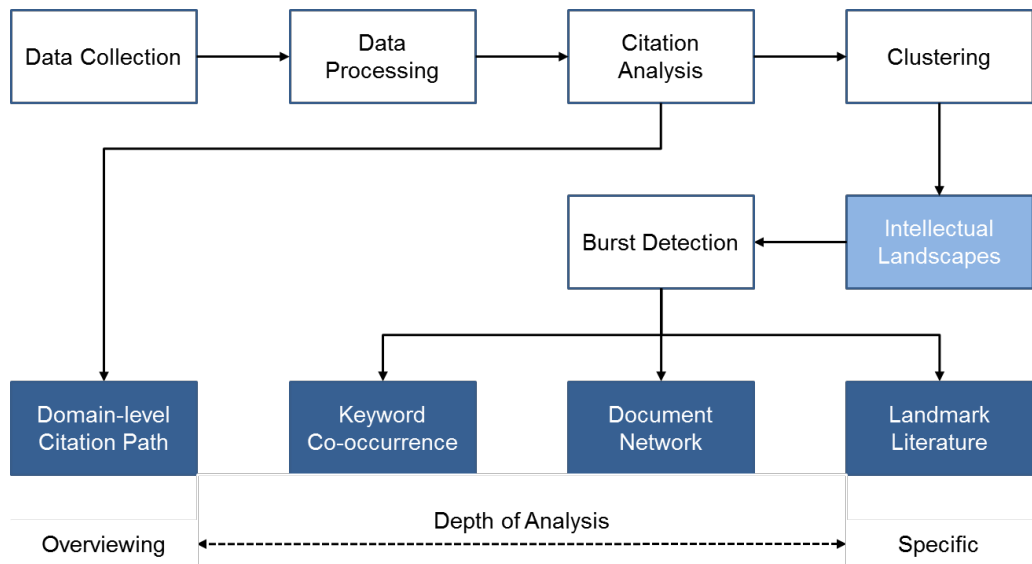 Data Collection
Data
Processing
Citation
Analysis
Clustering
Burst Detection
Intellectual
Landscapes
Domain-level
Citation Path
Keyword
Co-occurrence
Document
Network
Landmark
Literature
Depth of Analysis
Overviewing
Specific